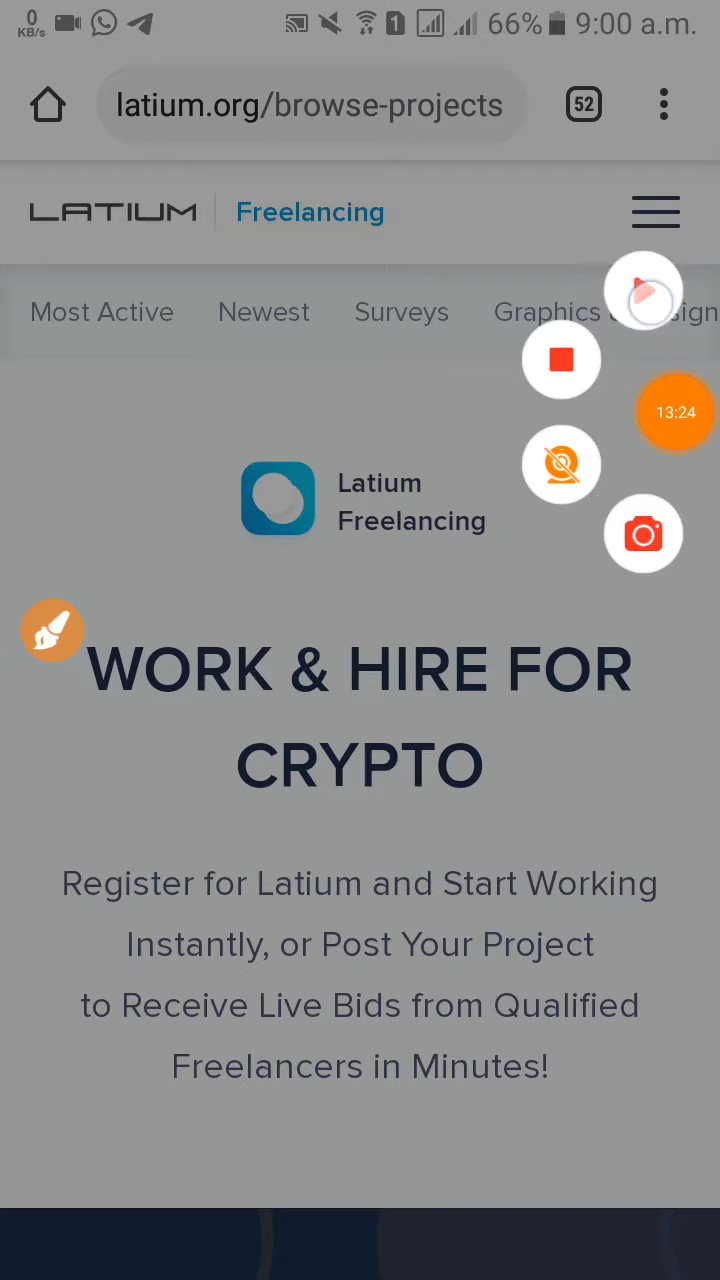 0
KB/s
1
66%
9:00 a.m.
latium.org/browse-projects
52
LATIUM
Freelancing
Most Active
Newest
Surveys
Graphics
sign
13:24
Latium
Freelancing
WORK & HIRE FOR
CRYPTO
Register for Latium and Start Working
Instantly, or Post Your Project
to Receive Live Bids from Qualified
Freelancers in Minutes!